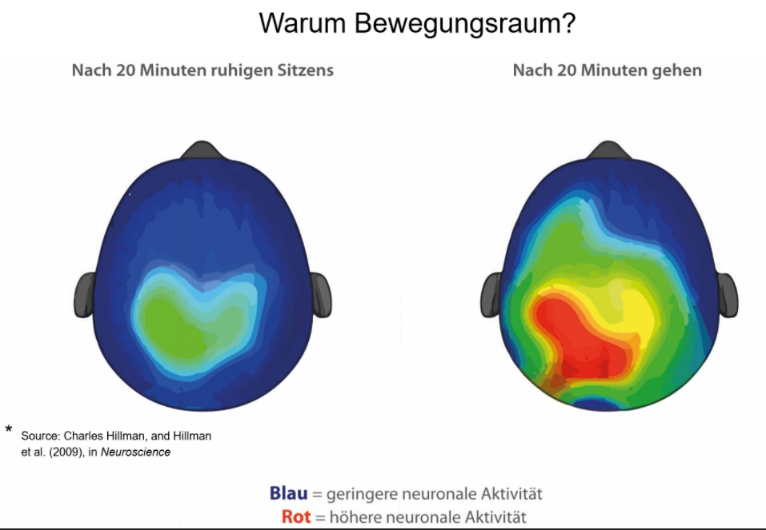 Warum Bewegungsraum?
Nach 20 Minuten ruhigen Sitzens
Nach 20 Minuten gehen
* Source: Charles Hillman, and Hillman
et al. (2009), in Neuroscience
Blau = geringere neuronale Aktivität
Rot = höhere neuronale Aktivität